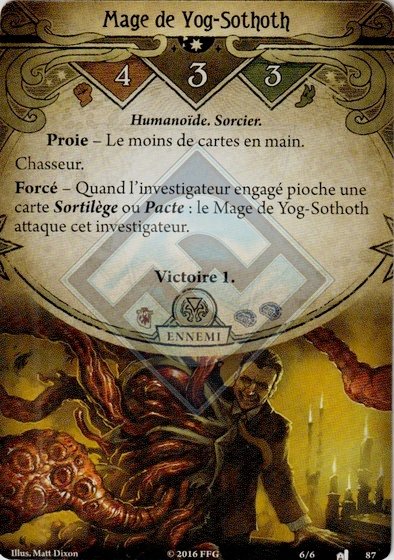 Mage de Yog-Sothoth
4 3 3
Humanoïde. Sorcier.
Proie – Le moins de cartes en main.
Chasseur.
Forcé – Quand l'investigateur engagé pioche une
carte Sortilège ou Pacte : le Mage de Yog-Sothoth
attaque cet investigateur.
Victoire 1.
ENNEMI
Illus. Matt Dixon © 2016 FFG 6/6 87